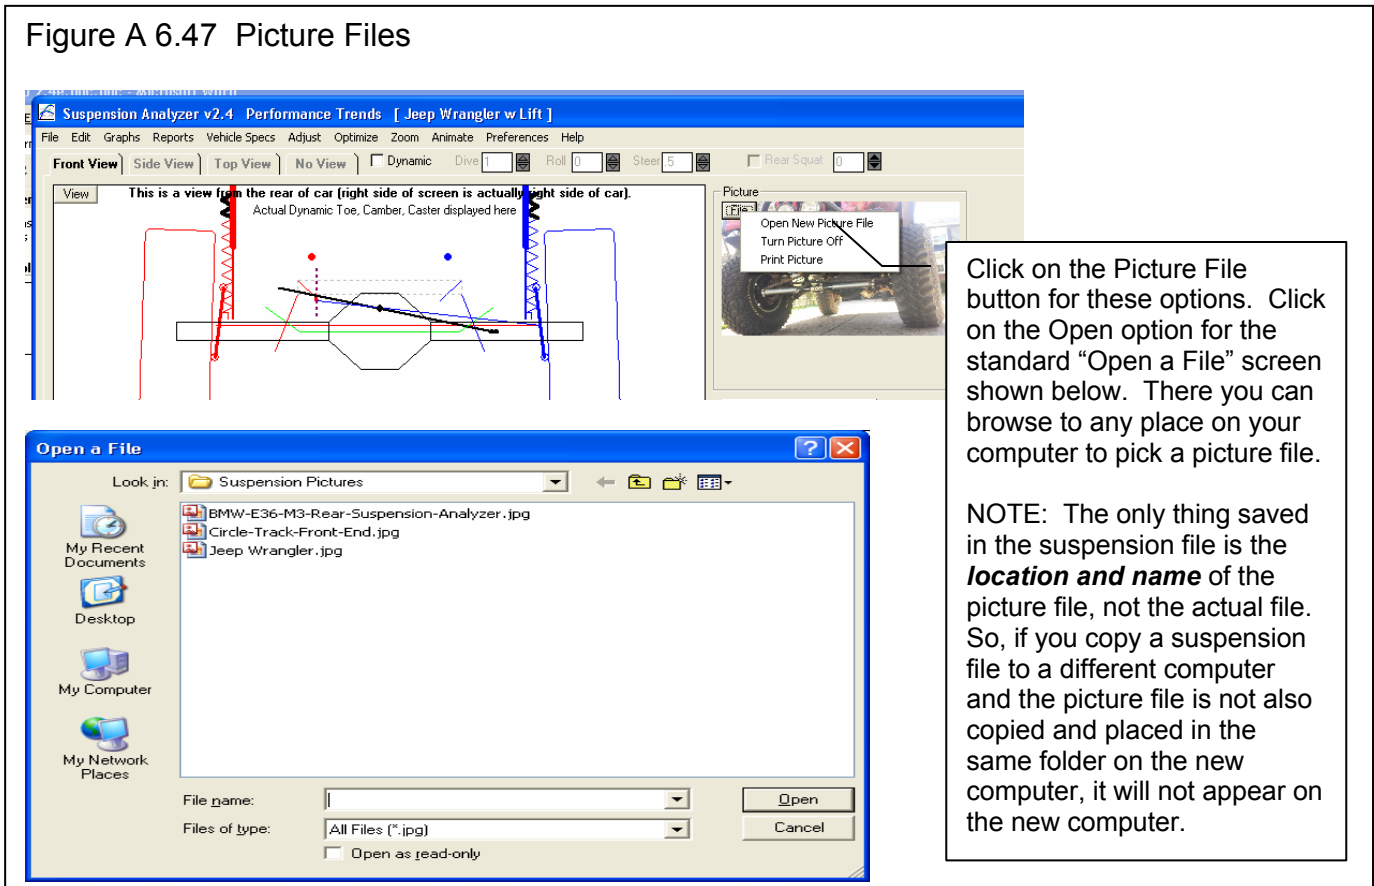 Figure A 6.47 Picture Files
Suspension Analyzer v2.4 Performance Trends [ Jeep Wrangler w Lift ]
File Edit Graphs Reports Vehicle Specs Adjust Optimize Zoom Animate Preferences Help
Front View Side View Top View No View Dynamic Dive 1 Roll 0 Steer .5 Rear Squat 0
View This is a view from the rear of car (right side of screen is actually right side of car).
Actual Dynamic Toe, Camber, Caster displayed here
Picture
File
Open New Picture File
Turn Picture Off
Print Picture
Click on the Picture File
button for these options. Click
on the Open option for the
standard “Open a File” screen
shown below. There you can
browse to any place on your
computer to pick a picture file.
NOTE: The only thing saved
in the suspension file is the
location and name of the
picture file, not the actual file.
So, if you copy a suspension
file to a different computer
and the picture file is not also
copied and placed in the
same folder on the new
computer, it will not appear on
the new computer.
Open a File
Look in: Suspension Pictures
BMW-E36-M3-Rear-Suspension-Analyzer.jpg
Circle-Track-Front-End.jpg
Jeep Wrangler.jpg
My Recent
Documents
Desktop
My Computer
My Network
Places
File name: Open
Files of type: All Files (*.jpg) Cancel
Open as read-only